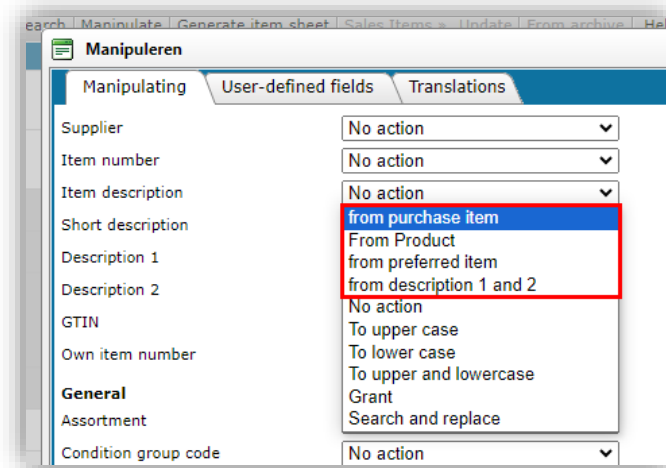 earch | Manipulate | Generate item sheet | Sales Items » Update | From archive | Hel
Manipuleren
Manipulating User-defined fields Translations
Supplier No action
Item number No action
Item description No action
Short description from purchase item
From Product
Description 1 from preferred item
Description 2 from description 1 and 2
No action
GTIN To upper case
Own item number To lower case
To upper and lowercase
General Grant
Assortment Search and replace
Condition group code No action